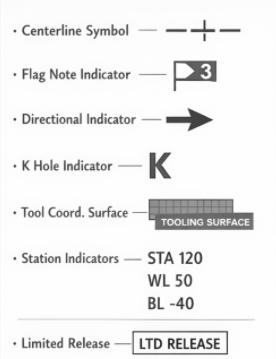 · Centerline Symbol —
· Flag Note Indicator — 3
· Directional Indicator —
· K Hole Indicator — K
· Tool Coord. Surface — TOOLING SURFACE
· Station Indicators — STA 120
WL 50
BL -40
· Limited Release — LTD RELEASE